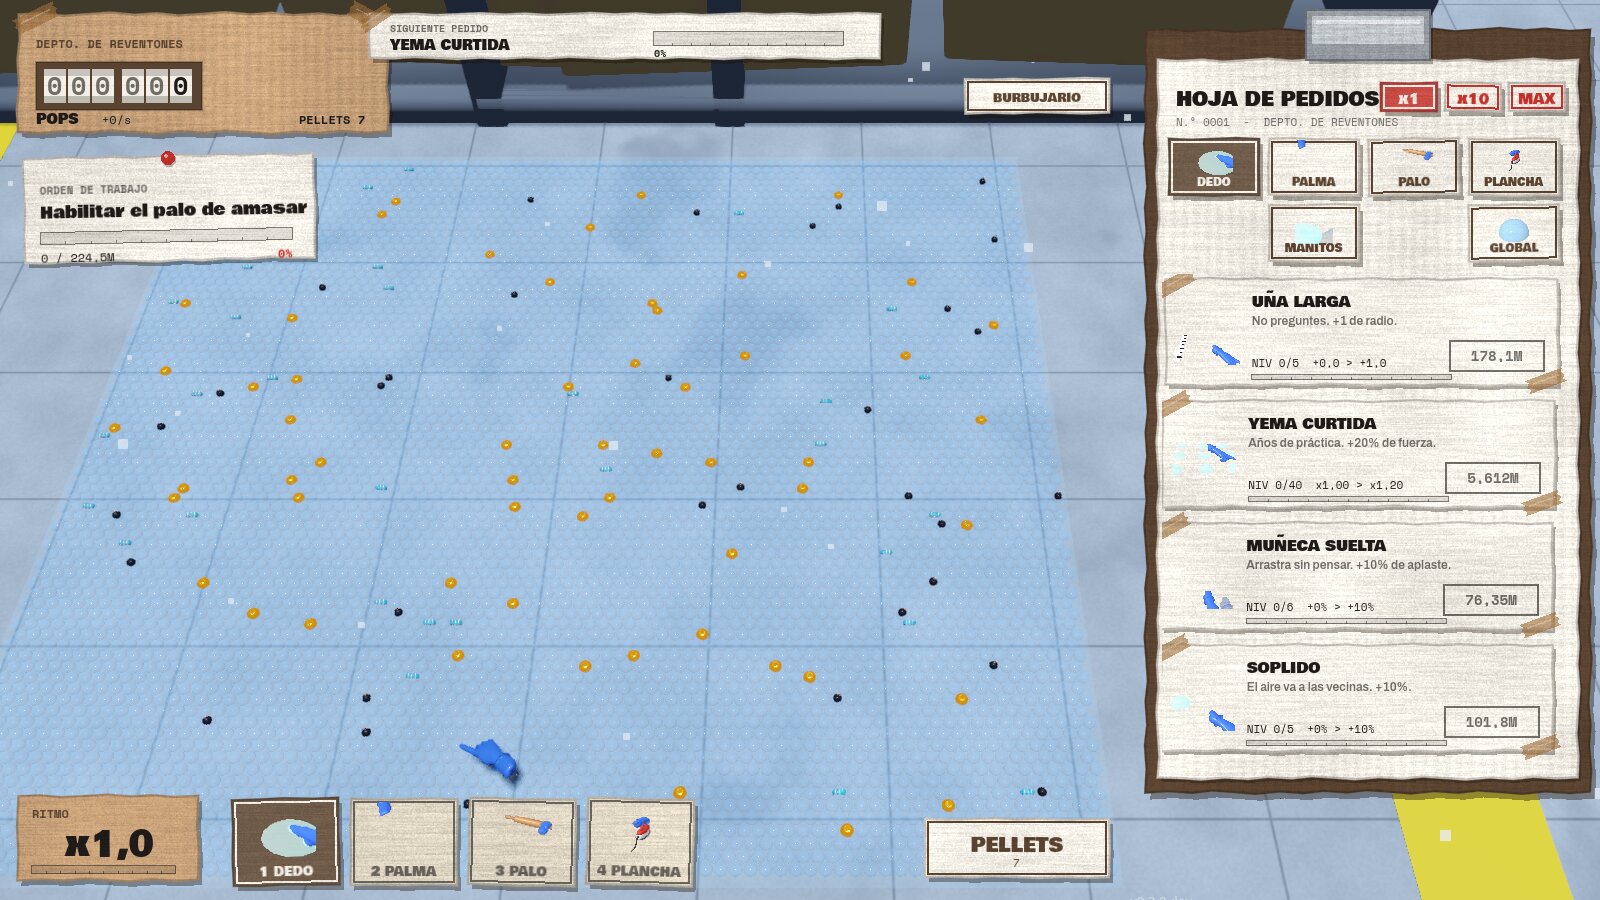 DEPTO. DE REVENTONES
000 000
POPS +0/s PELLETS 7
SIGUIENTE PEDIDO
YEMA CURTIDA
0%
BURBUJARIO
ORDEN DE TRABAJO
Habilitar el palo de amasar
0 / 224,5M 0%
HOJA DE PEDIDOS x1 x10 MAX
N.° 0001 - DEPTO. DE REVENTONES
DEDO PALMA PALO PLANCHA
MANITOS GLOBAL
UÑA LARGA
No preguntes. +1 de radio.
NIV 0/5 +0,0 > +1,0 178,1M
YEMA CURTIDA
Años de práctica. +20% de fuerza.
NIV 0/40 x1,00 > x1,20 5,612M
MUÑECA SUELTA
Arrastra sin pensar. +10% de aplaste.
NIV 0/6 +0% > +10% 76,35M
SOPLIDO
El aire va a las vecinas. +10%.
NIV 0/5 +0% > +10% 101,8M
RITMO
x1,0
1 DEDO 2 PALMA 3 PALO 4 PLANCHA
PELLETS
7